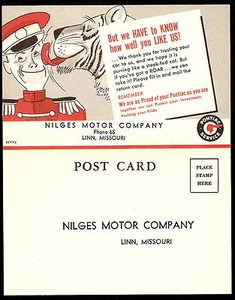 But we HAVE TO KNOW
how well you LIKE US!
...We thank you for trusting your
car to us, and we hope it is
purring like a steak-fed cat. But
if you've got a ROAR... we can
take it! Please fill in and mail the
return card.
REMEMBER
We are as Proud of your Pontiac as you are
together we can Protect your Investment,
Prolong your Pride
NILGES MOTOR COMPANY
Phone 65
LINN, MISSOURI
PONTIAC
SERVICE
POST CARD
PLACE
STAMP
HERE
NILGES MOTOR COMPANY
LINN, MISSOURI